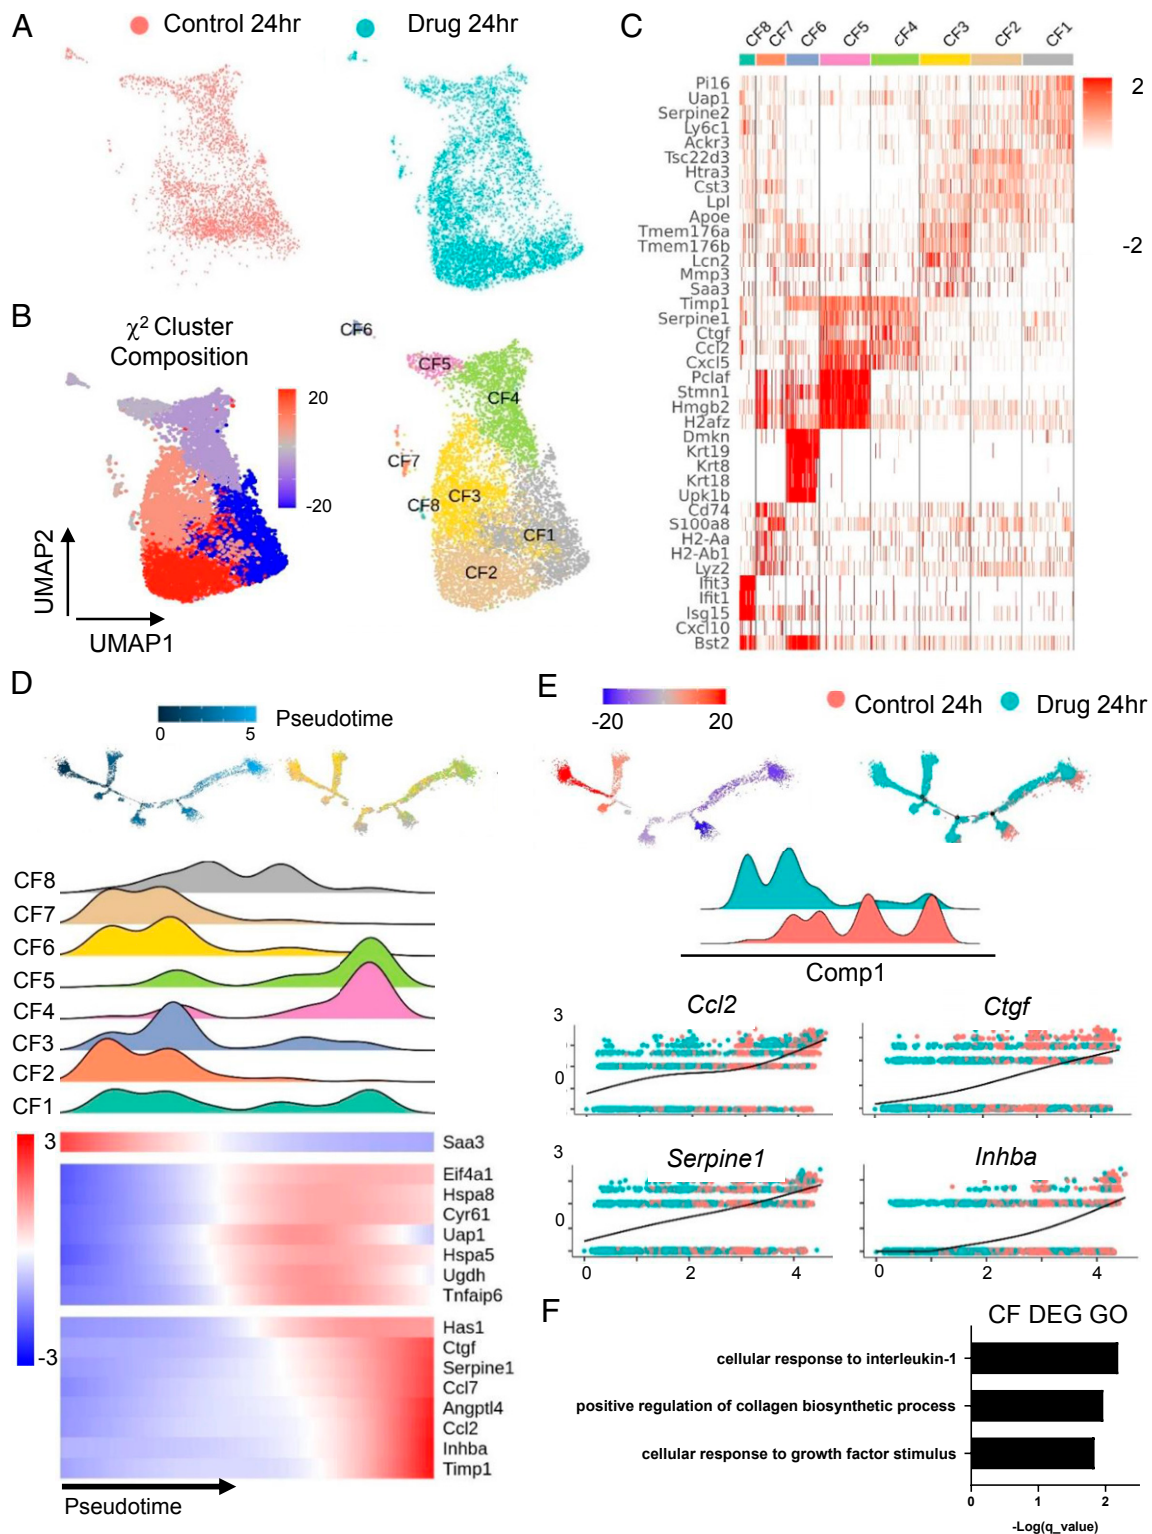 A
Control 24hr
Drug 24hr
B
χ2 Cluster
Composition
20
-20
UMAP2
UMAP1
CF6
CF5
CF4
CF7
CF3
CF8
CF1
CF2
C
CF8 CF7 CF6 CF5 CF4 CF3 CF2 CF1
2
-2
Pi16
Uap1
Serpine2
Ly6c1
Ackr3
Tsc22d3
Htra3
Cst3
Lpl
Apoe
Tmem176a
Tmem176b
Lcn2
Mmp3
Saa3
Timp1
Serpine1
Ctgf
Ccl2
Cxcl5
Pclaf
Stmn1
Hmgb2
H2afz
Dmkn
Krt19
Krt8
Krt18
Upk1b
Cd74
S100a8
H2-Aa
H2-Ab1
Lyz2
Ifit3
Ifit1
Isg15
Cxcl10
Bst2
D
Pseudotime
0 5
CF8
CF7
CF6
CF5
CF4
CF3
CF2
CF1
3
-3
Saa3
Eif4a1
Hspa8
Cyr61
Uap1
Hspa5
Ugdh
Tnfaip6
Has1
Ctgf
Serpine1
Ccl7
Angptl4
Ccl2
Inhba
Timp1
Pseudotime
E
-20 20
Control 24h
Drug 24hr
Comp1
Ccl2
Ctgf
3
0
Serpine1
Inhba
3
0
0 2 4
0 2 4
F
CF DEG GO
cellular response to interleukin-1
positive regulation of collagen biosynthetic process
cellular response to growth factor stimulus
0 1 2
-Log(q_value)